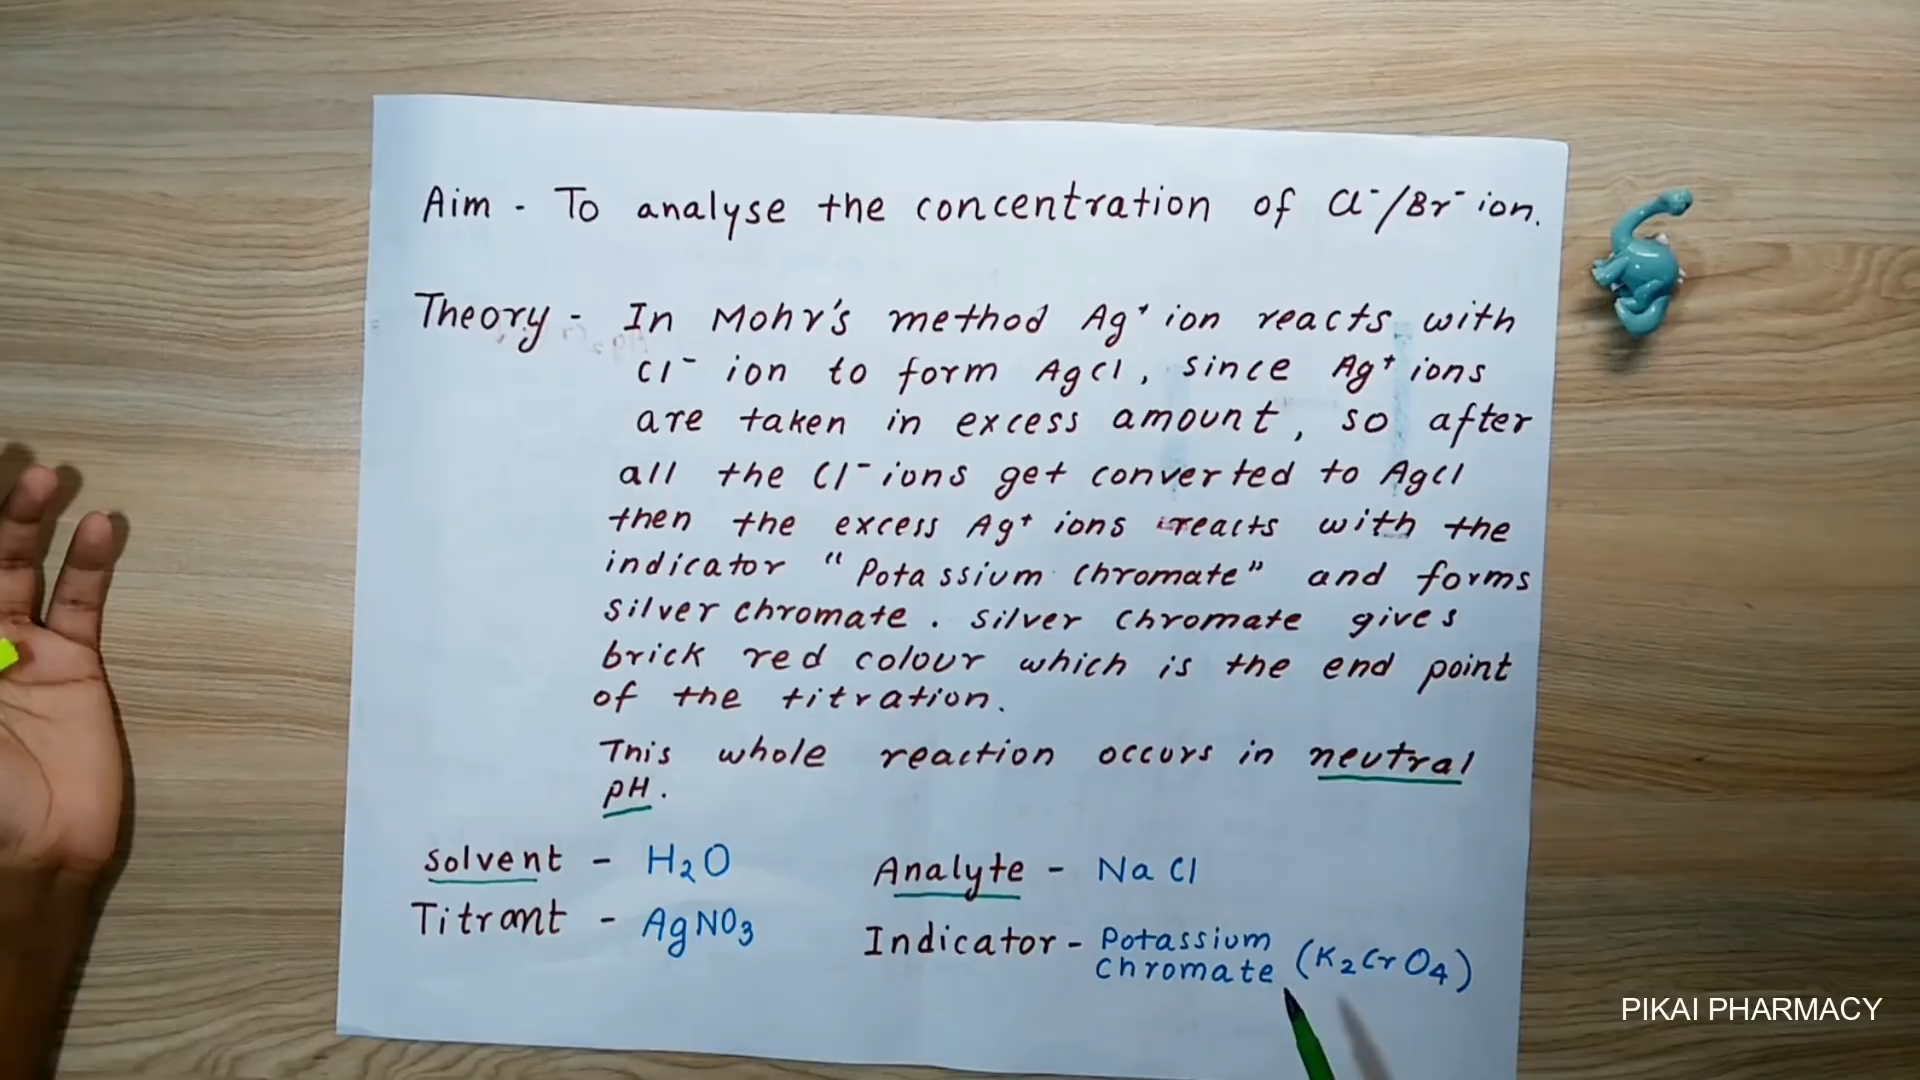 Aim - To analyse the concentration of Cl⁻/Br⁻ ion.
Theory - In Mohr's method Ag⁺ ion reacts with
Cl⁻ ion to form AgCl, since Ag⁺ ions
are taken in excess amount, so after
all the Cl⁻ ions get converted to AgCl
then the excess Ag⁺ ions reacts with the
indicator "Potassium Chromate" and forms
silver chromate. Silver Chromate gives
brick red colour which is the end point
of the titration.
This whole reaction occurs in neutral
pH.
Solvent - H₂O
Analyte - NaCl
Titrant - AgNO₃
Indicator - Potassium Chromate (K₂CrO₄)
PIKAI PHARMACY